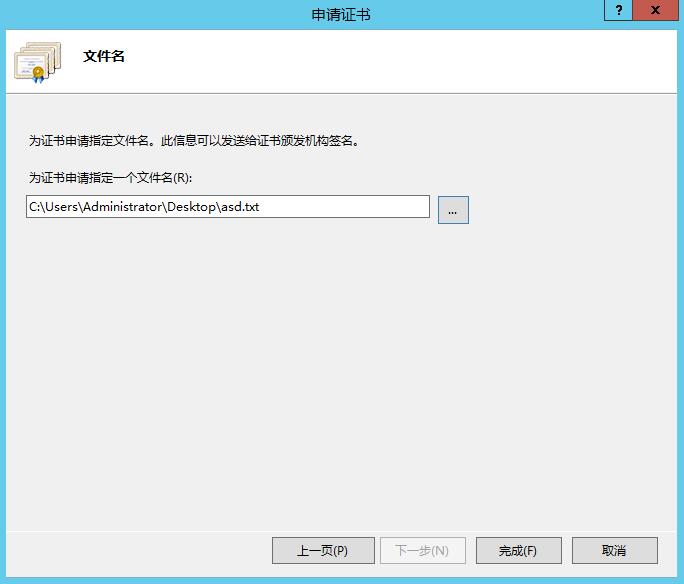 申请证书
?
x
文件名
为证书申请指定文件名。此信息可以发送给证书颁发机构签名。
为证书申请指定一个文件名(R):
C:\Users\Administrator\Desktop\asd.txt
...
上一页(P)
下一步(N)
完成(F)
取消